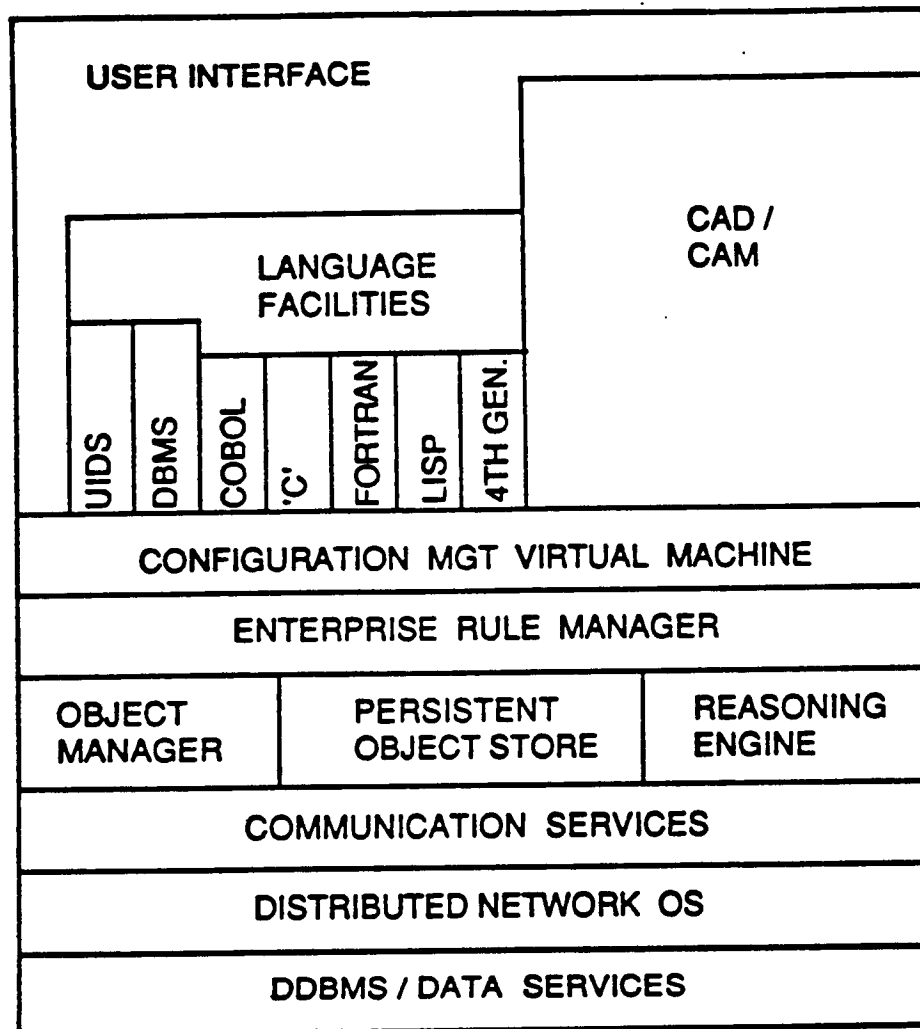 USER INTERFACE
CAD /
CAM
LANGUAGE
FACILITIES
UIDS
DBMS
COBOL
'C'
FORTRAN
LISP
4TH GEN.
CONFIGURATION MGT VIRTUAL MACHINE
ENTERPRISE RULE MANAGER
OBJECT
MANAGER
PERSISTENT
OBJECT STORE
REASONING
ENGINE
COMMUNICATION SERVICES
DISTRIBUTED NETWORK OS
DDBMS / DATA SERVICES